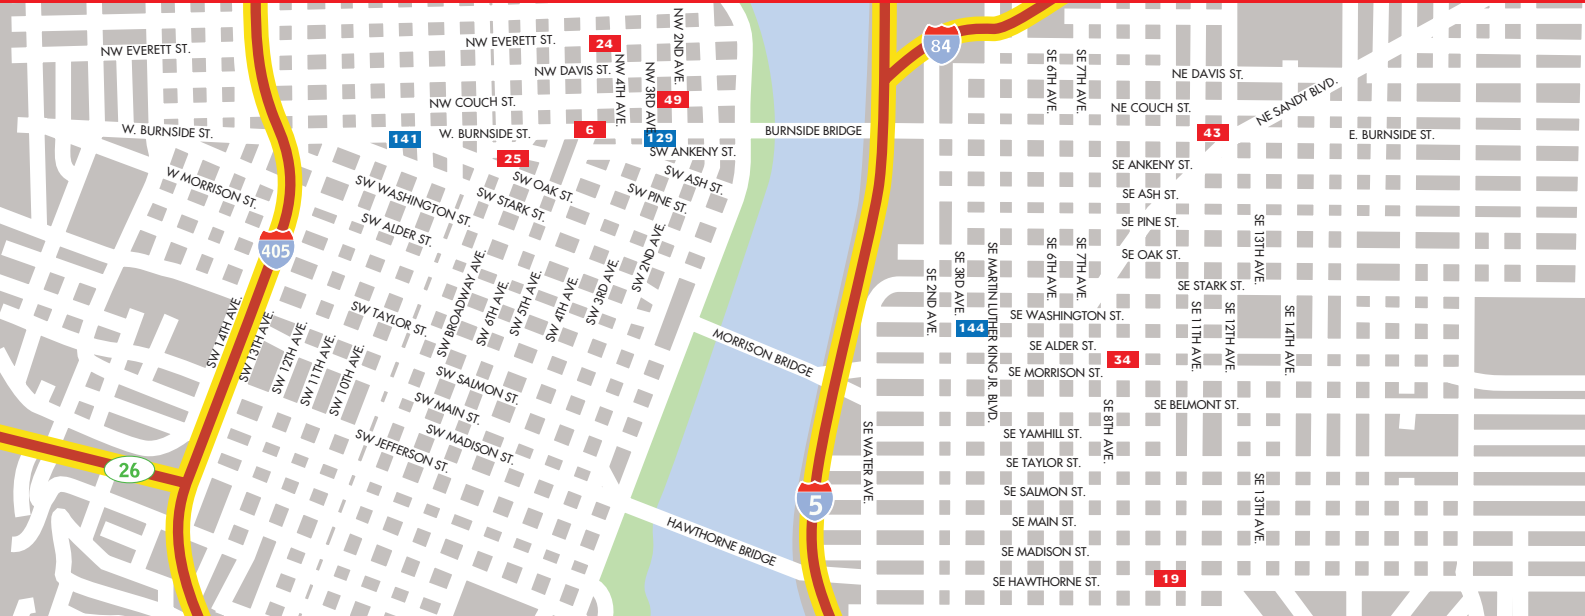 NW EVERETT ST.
NW EVERETT ST.
24
NW 2ND AVE.
84
NW DAVIS ST.
NW 4TH AVE.
NW 3RD AVE.
49
NW COUCH ST.
W. BURNSIDE ST.
141
W. BURNSIDE ST.
6
129
BURNSIDE BRIDGE
25
SW ANKENY ST.
W MORRISON ST.
SW WASHINGTON ST.
SW OAK ST.
SW STARK ST.
SW PINE ST.
SW ASH ST.
SW ALDER ST.
405
SW 14TH AVE.
SW 13TH AVE.
SW 12TH AVE.
SW 11TH AVE.
SW 10TH AVE.
SW TAYLOR ST.
SW BROADWAY AVE.
SW 6TH AVE.
SW 5TH AVE.
SW 4TH AVE.
SW 3RD AVE.
SW 2ND AVE.
MORRISON BRIDGE
SW SALMON ST.
SW MAIN ST.
SW MADISON ST.
SW JEFFERSON ST.
26
5
HAWTHORNE BRIDGE
SE 6TH AVE.
SE 7TH AVE.
NE DAVIS ST.
NE SANDY BLVD.
NE COUCH ST.
43
E. BURNSIDE ST.
SE ANKENY ST.
SE ASH ST.
SE PINE ST.
SE OAK ST.
SE 13TH AVE.
SE STARK ST.
SE 2ND AVE.
SE 3RD AVE.
SE MARTIN LUTHER KING JR. BLVD.
SE 6TH AVE.
SE 7TH AVE.
SE WASHINGTON ST.
144
SE 11TH AVE.
SE 12TH AVE.
SE 14TH AVE.
SE ALDER ST.
34
SE MORRISON ST.
SE BELMONT ST.
SE 8TH AVE.
SE WATER AVE.
SE YAMHILL ST.
SE TAYLOR ST.
SE SALMON ST.
SE 13TH AVE.
SE MAIN ST.
SE MADISON ST.
SE HAWTHORNE ST.
19